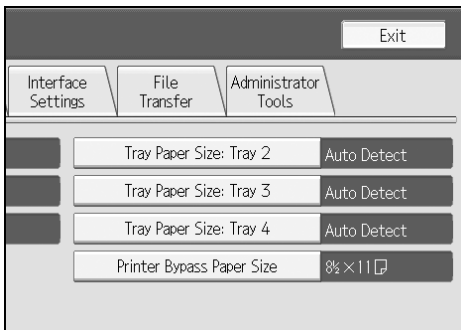 Exit
Interface Settings
File Transfer
Administrator Tools
Tray Paper Size: Tray 2 Auto Detect
Tray Paper Size: Tray 3 Auto Detect
Tray Paper Size: Tray 4 Auto Detect
Printer Bypass Paper Size 8½×11